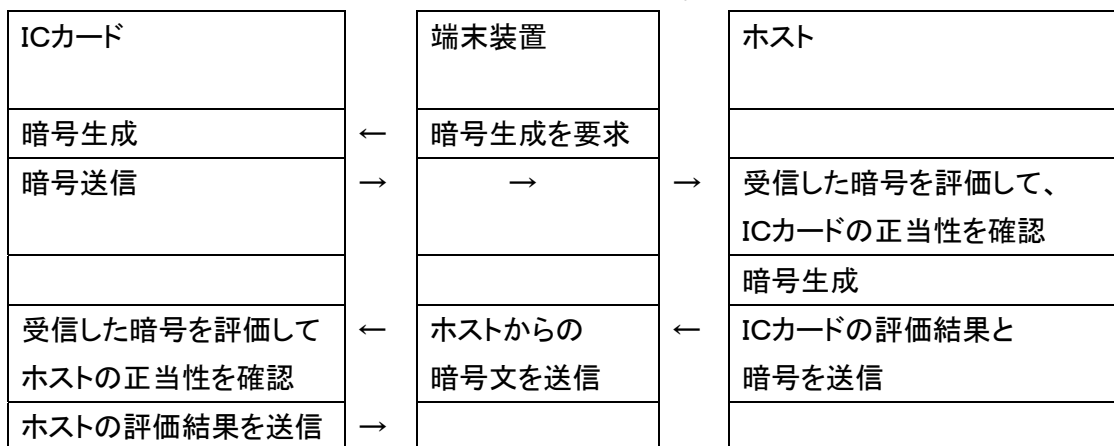 ICカード 端末装置 ホスト
暗号生成 ← 暗号生成を要求
暗号送信 → → → 受信した暗号を評価して、
ICカードの正当性を確認
暗号生成
受信した暗号を評価して ← ホストからの ← ICカードの評価結果と
ホストの正当性を確認 暗号文を送信 暗号を送信
ホストの評価結果を送信 →